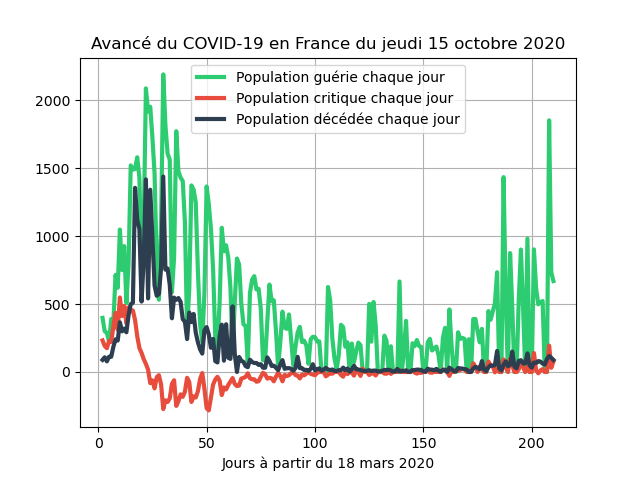 Avancé du COVID-19 en France du jeudi 15 octobre 2020
Population guérie chaque jour
Population critique chaque jour
Population décédée chaque jour
2000
1500
1000
500
0
0 50 100 150 200
Jours à partir du 18 mars 2020